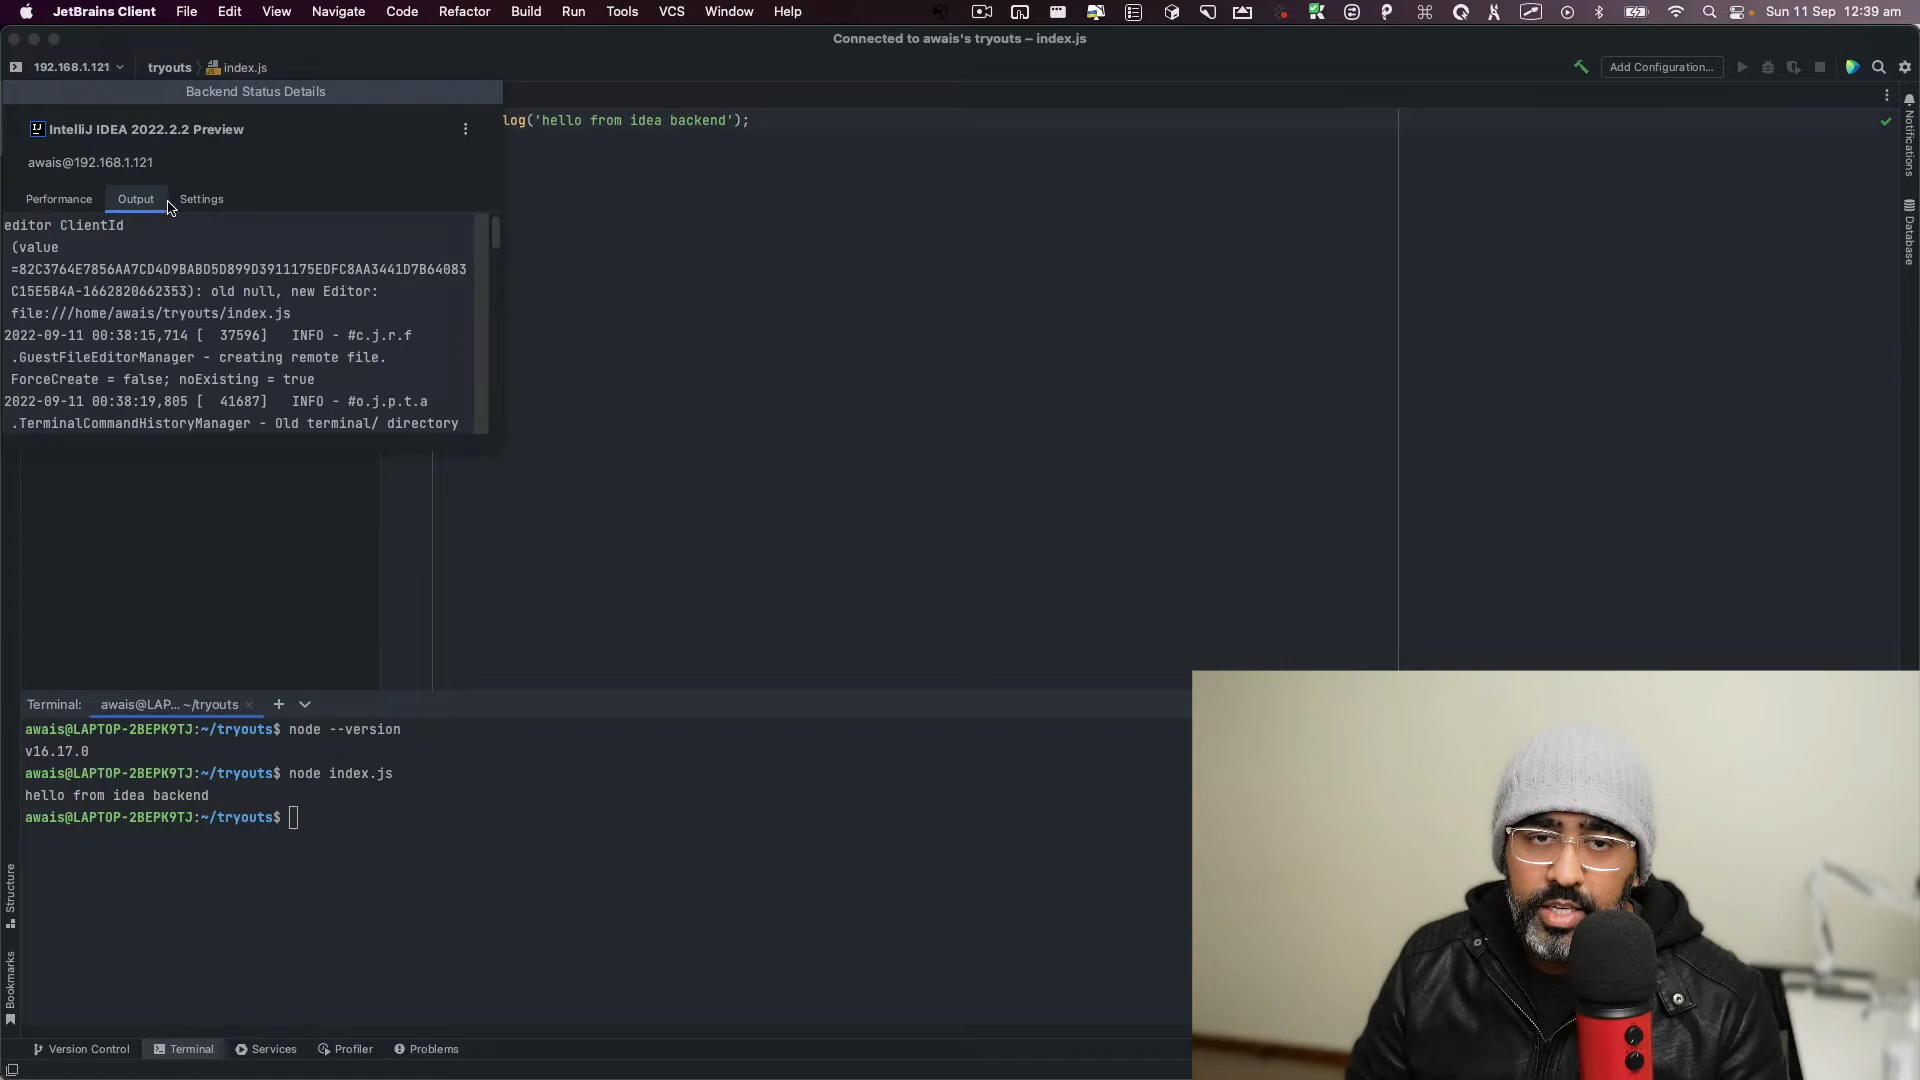 JetBrains Client File Edit View Navigate Code Refactor Build Run Tools VCS Window Help Sun 11 Sep 12:39 am
Connected to awais's tryouts – index.js
192.168.1.121 tryouts index.js Add Configuration...
Backend Status Details
log('hello from idea backend');
IntelliJ IDEA 2022.2.2 Preview
awais@192.168.1.121
Performance Output Settings
editor ClientId
(value
=82C3764E7856AA7CD4D9BABD5D899D3911175EDFC8AA3441D7B64083
C15E5B4A-1662820662353): old null, new Editor:
file:///home/awais/tryouts/index.js
2022-09-11 00:38:15,714 [ 37596] INFO - #c.j.r.f
.GuestFileEditorManager - creating remote file.
ForceCreate = false; noExisting = true
2022-09-11 00:38:19,805 [ 41687] INFO - #o.j.p.t.a
.TerminalCommandHistoryManager - Old terminal/ directory
Notifications
Database
Terminal: awais@LAP... ~/tryouts
awais@LAPTOP-2BEPK9TJ:~/tryouts$ node --version
v16.17.0
awais@LAPTOP-2BEPK9TJ:~/tryouts$ node index.js
hello from idea backend
awais@LAPTOP-2BEPK9TJ:~/tryouts$
Structure
Bookmarks
Version Control Terminal Services Profiler Problems